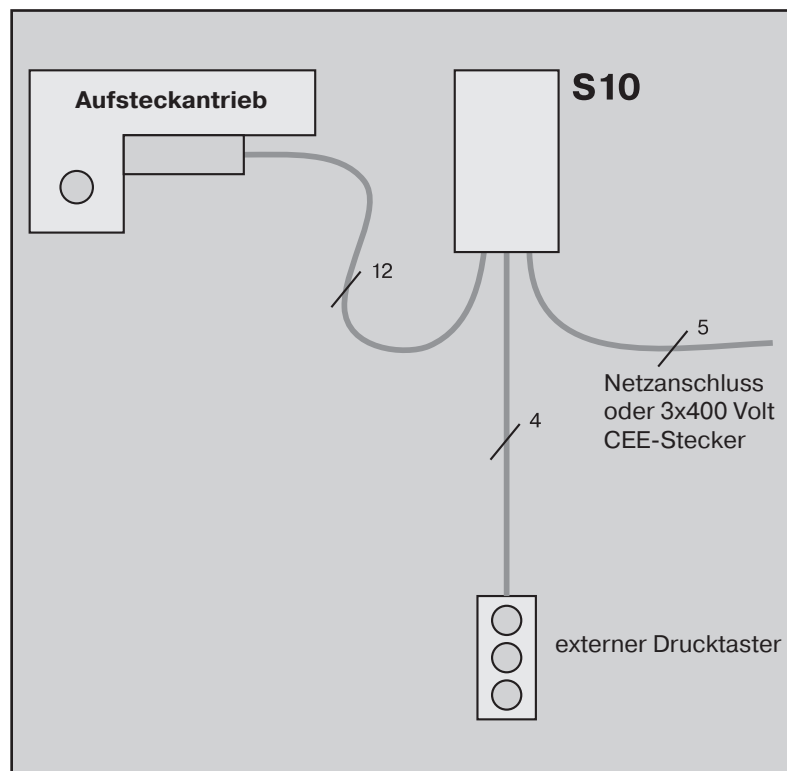 Aufsteckantrieb
S10
12
5
Netzanschluss
oder 3x400 Volt
CEE-Stecker
4
externer Drucktaster